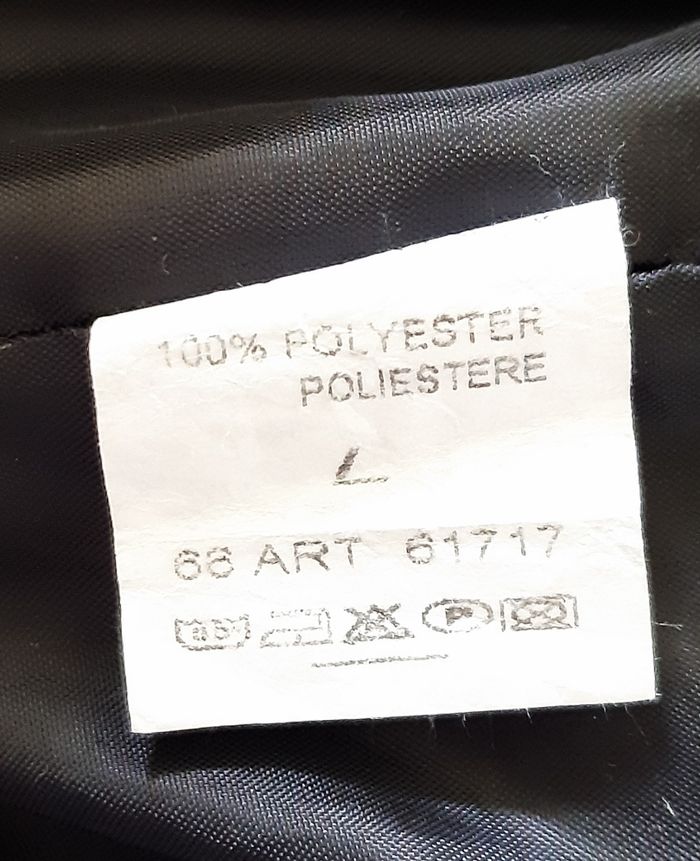 100% POLYESTER
POLIESTERE
L
66 ART 61717
P